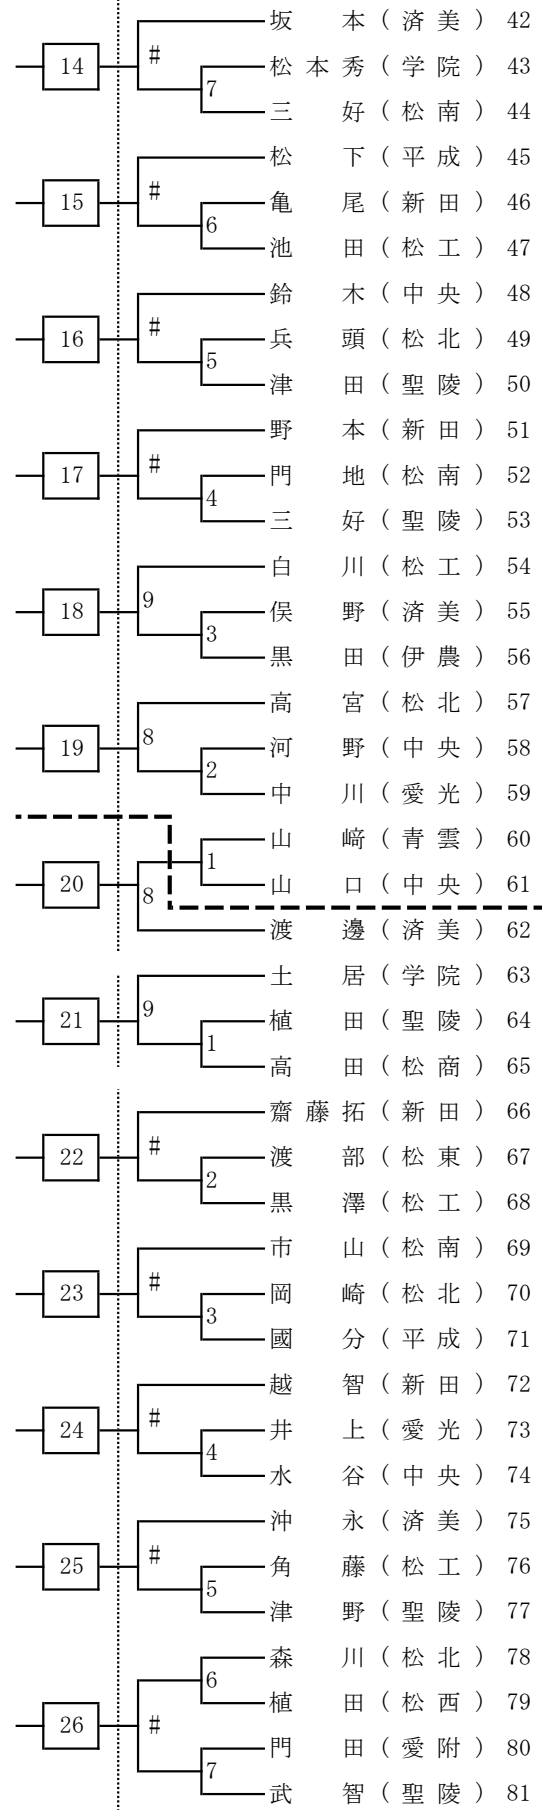 坂 本（済美） 42
14 #
松本秀（学院） 43
7
三 好（松南） 44
松 下（平成） 45
15 #
亀 尾（新田） 46
6
池 田（松工） 47
鈴 木（中央） 48
16 #
兵 頭（松北） 49
5
津 田（聖陵） 50
野 本（新田） 51
17 #
門 地（松南） 52
4
三 好（聖陵） 53
白 川（松工） 54
18 9
俣 野（済美） 55
3
黒 田（伊農） 56
高 宮（松北） 57
19 8
河 野（中央） 58
2
中 川（愛光） 59
山 﨑（青雲） 60
1
山 口（中央） 61
20 8
渡 邊（済美） 62
土 居（学院） 63
21 9
植 田（聖陵） 64
1
高 田（松商） 65
齋藤拓（新田） 66
22 #
渡 部（松東） 67
2
黒 澤（松工） 68
市 山（松南） 69
23 #
岡 崎（松北） 70
3
國 分（平成） 71
越 智（新田） 72
24 #
井 上（愛光） 73
4
水 谷（中央） 74
沖 永（済美） 75
25 #
角 藤（松工） 76
5
津 野（聖陵） 77
森 川（松北） 78
6
植 田（松西） 79
26 #
門 田（愛附） 80
7
武 智（聖陵） 81